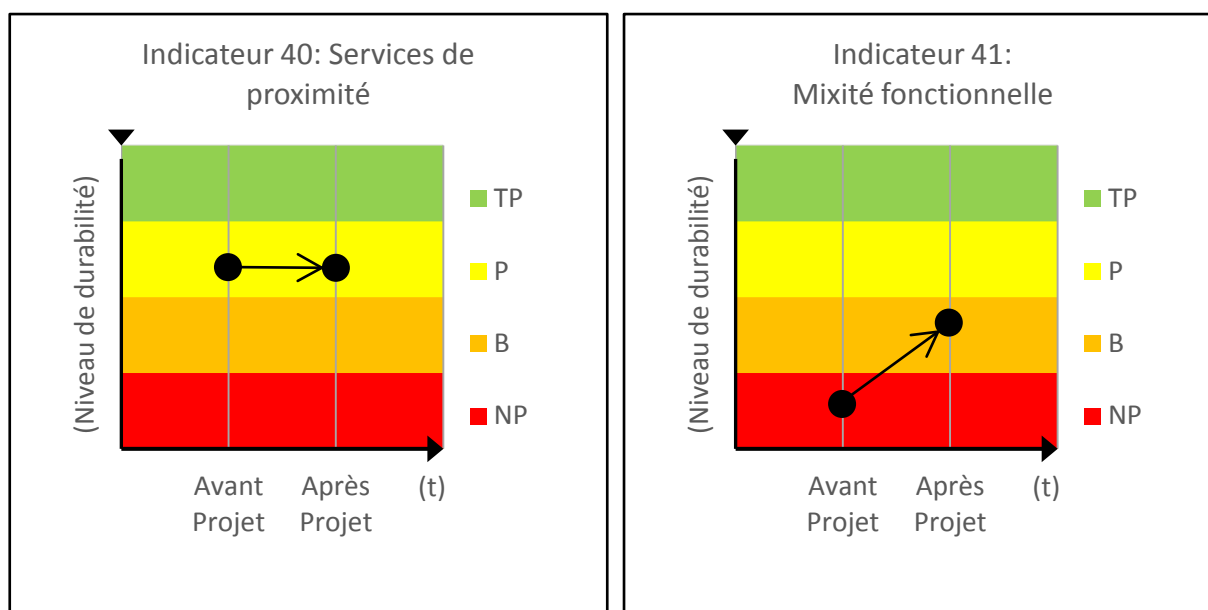 Indicateur 40: Services de
proximité
(Niveau de durabilité)
TP
P
B
NP
Avant
Projet
Après
Projet
(t)
Indicateur 41:
Mixité fonctionnelle
(Niveau de durabilité)
TP
P
B
NP
Avant
Projet
Après
Projet
(t)